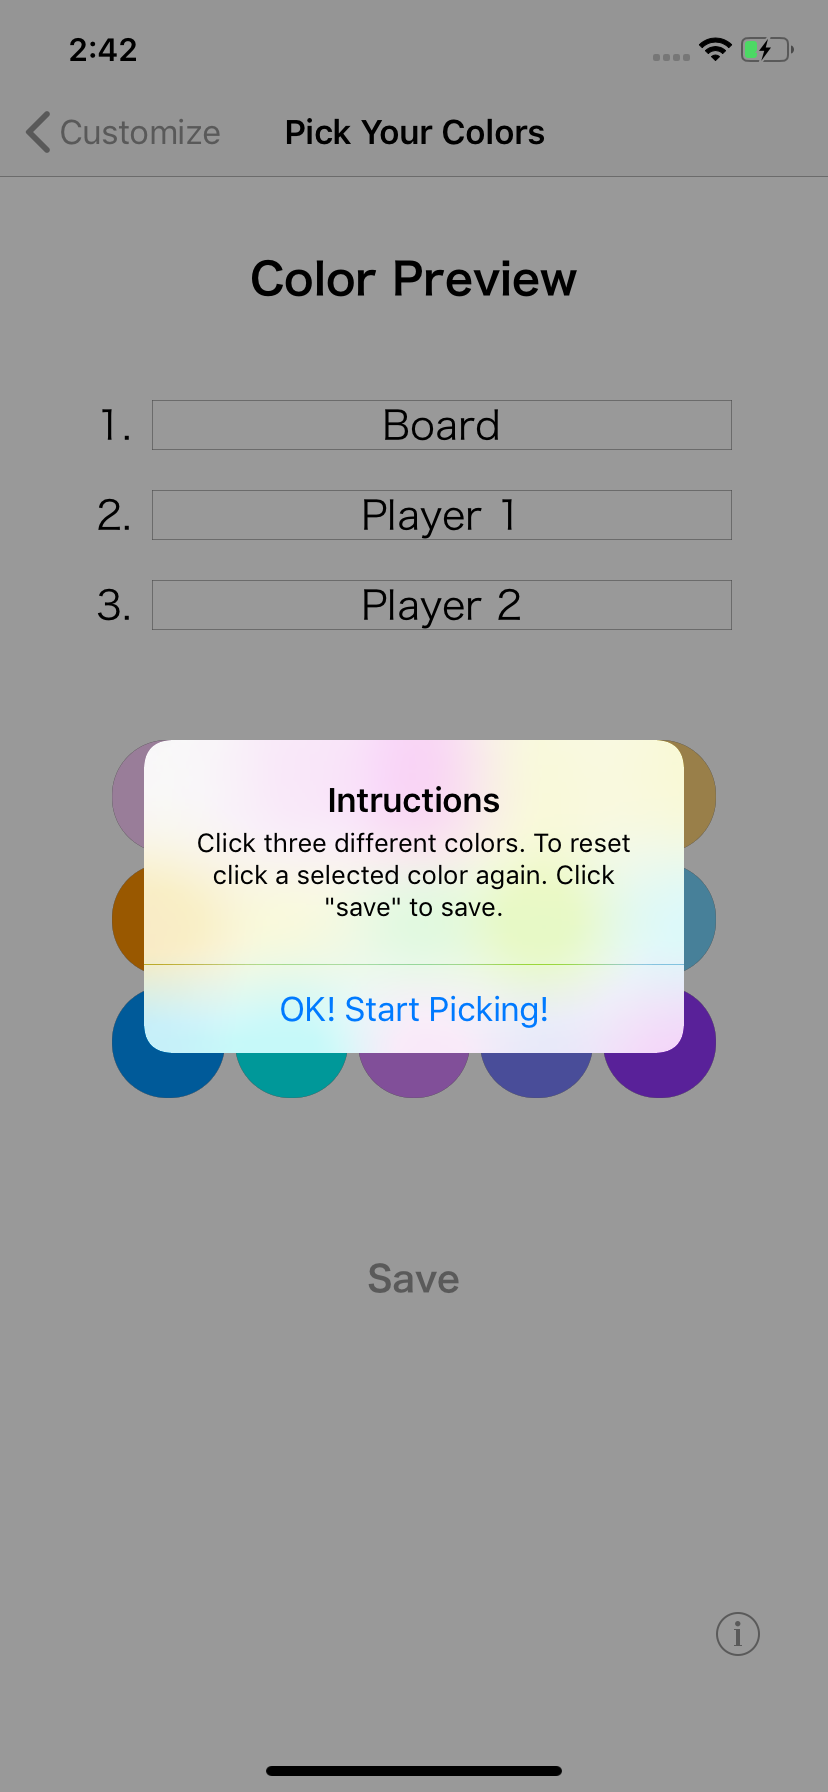 2:42
Customize
Pick Your Colors
Color Preview
1. Board
2. Player 1
3. Player 2
Intructions
Click three different colors. To reset
click a selected color again. Click
"save" to save.
OK! Start Picking!
Save
i